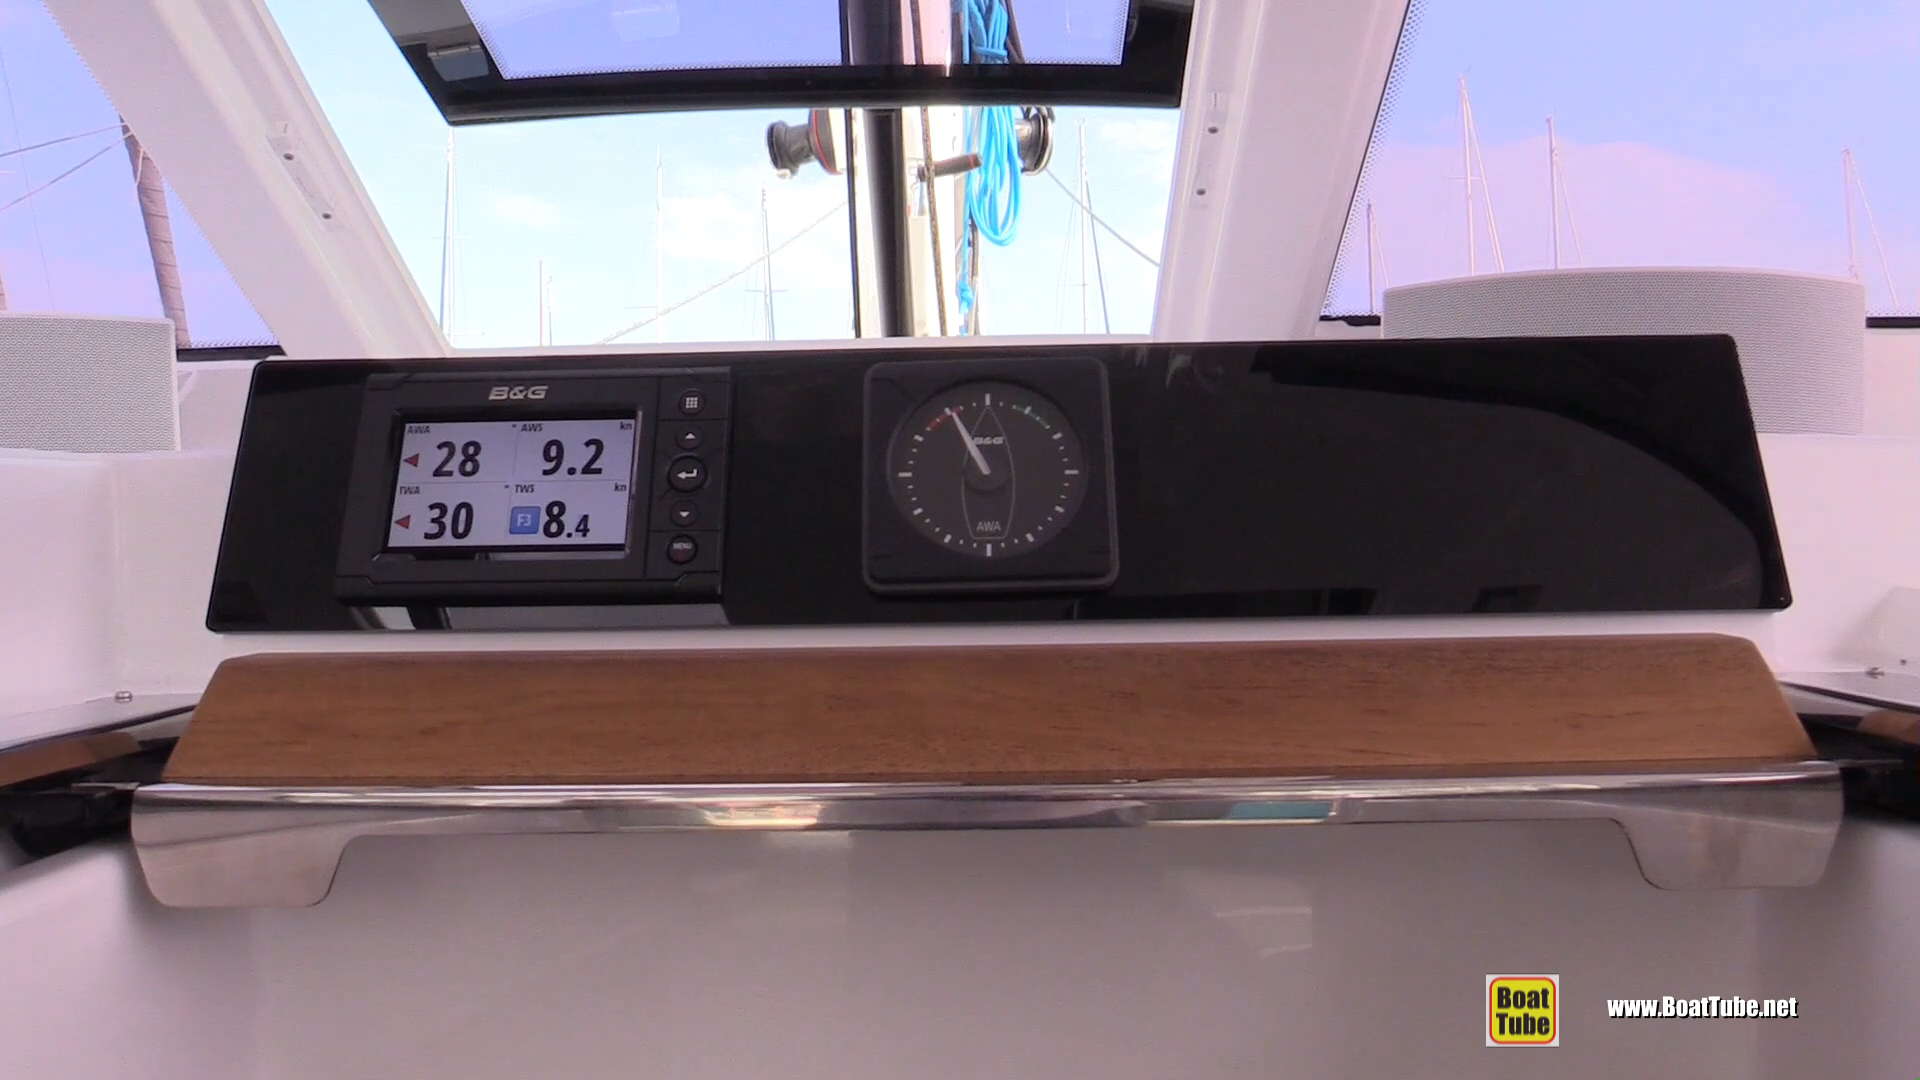 B&G
AWA ° AWS kn
28 9.2
TWA ° TWS kn
30 F3 8.4
MENU
B&G
AWA
Boat
Tube
www.BoatTube.net